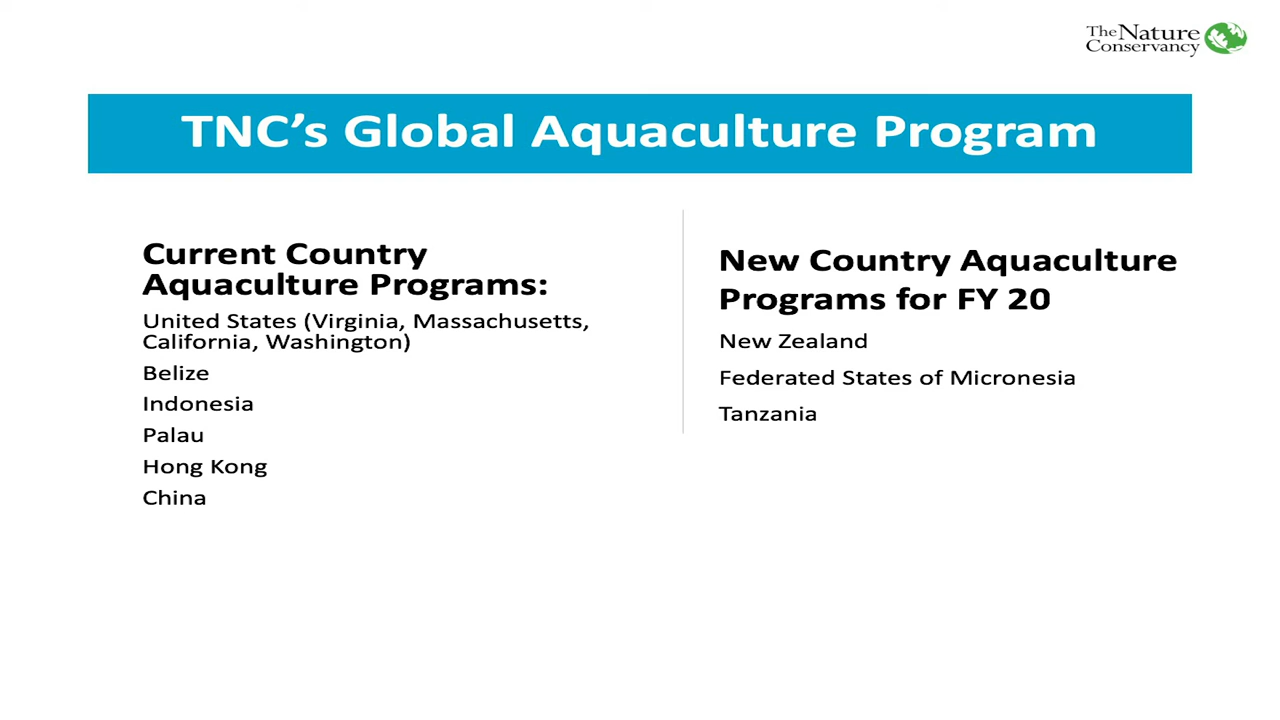 The Nature
Conservancy
TNC’s Global Aquaculture Program
Current Country
Aquaculture Programs:
United States (Virginia, Massachusetts,
California, Washington)
Belize
Indonesia
Palau
Hong Kong
China
New Country Aquaculture
Programs for FY 20
New Zealand
Federated States of Micronesia
Tanzania